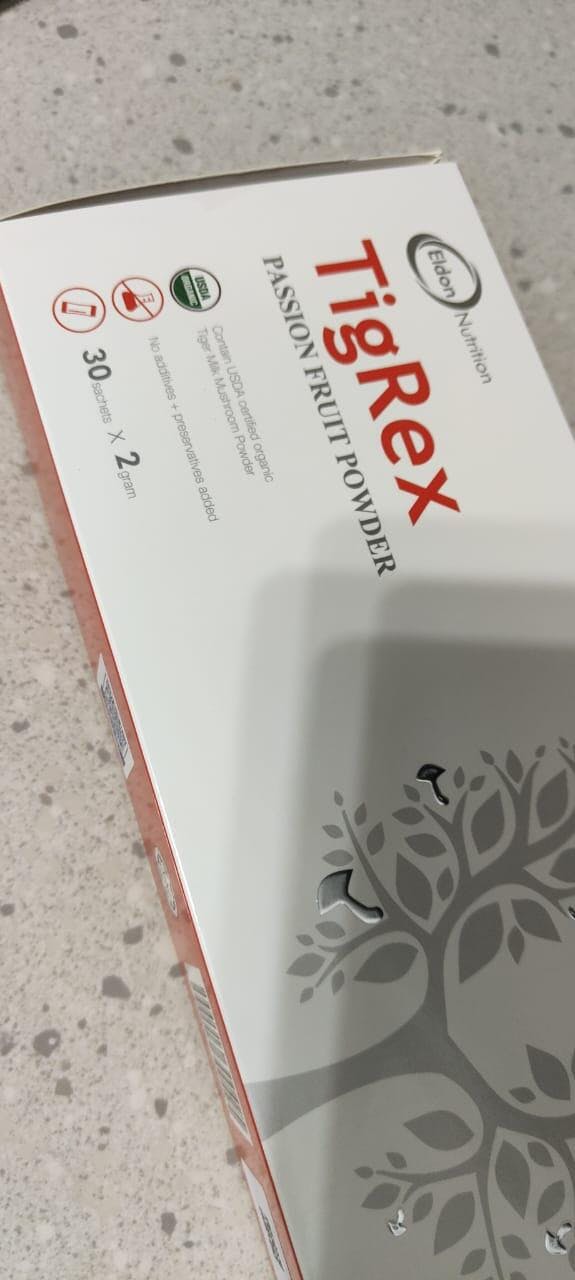 Eldon
Nutrition
TigRex
PASSION FRUIT POWDER
USDA
ORGANIC
Contain USDA certified organic
Tiger Milk Mushroom Powder
No additives + preservatives added
30 sachets X 2 gram